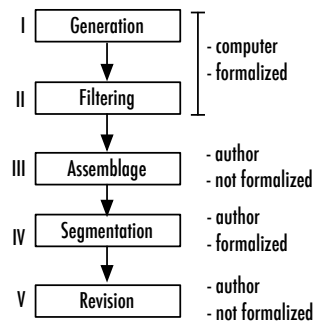 I Generation
- computer
- formalized
II Filtering
III Assemblage
- author
- not formalized
IV Segmentation
- author
- formalized
V Revision
- author
- not formalized